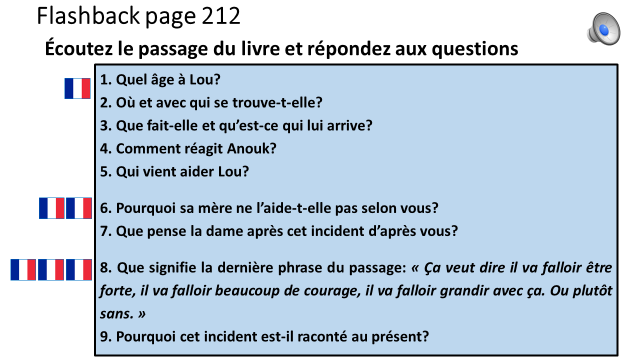 Flashback page 212
Écoutez le passage du livre et répondez aux questions
1. Quel âge à Lou?
2. Où et avec qui se trouve-t-elle?
3. Que fait-elle et qu’est-ce qui lui arrive?
4. Comment réagit Anouk?
5. Qui vient aider Lou?
6. Pourquoi sa mère ne l’aide-t-elle pas selon vous?
7. Que pense la dame après cet incident d’après vous?
8. Que signifie la dernière phrase du passage: « Ça veut dire il va falloir être
forte, il va falloir beaucoup de courage, il va falloir grandir avec ça. Ou plutôt
sans. »
9. Pourquoi cet incident est-il raconté au présent?